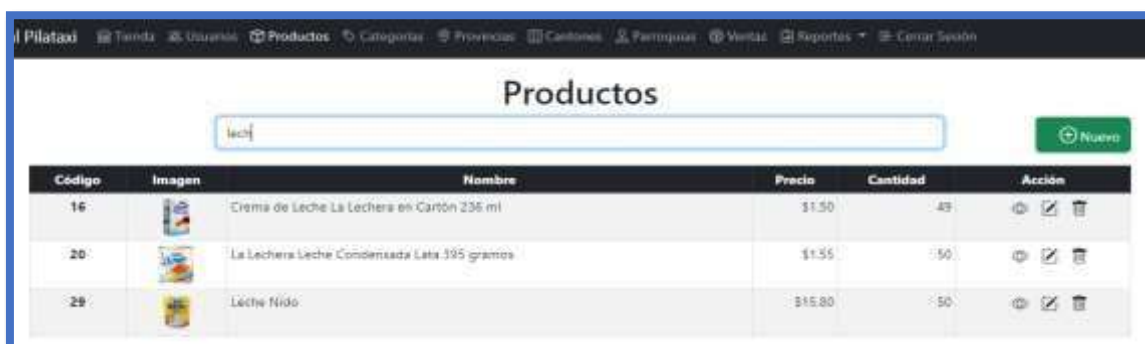 l Pilataxi Tienda Usuarios Productos Categorias Provincias Cantones Parroquias Ventas Reportes Cerrar Sesión
Productos
lech
Nuevo
Código Imagen Nombre Precio Cantidad Acción
16 Crema de Leche La Lechera en Cartón 236 ml $1.50 49
20 La Lechera Leche Condensada Lata 395 gramos $1.55 50
29 Leche Nido $15.80 50